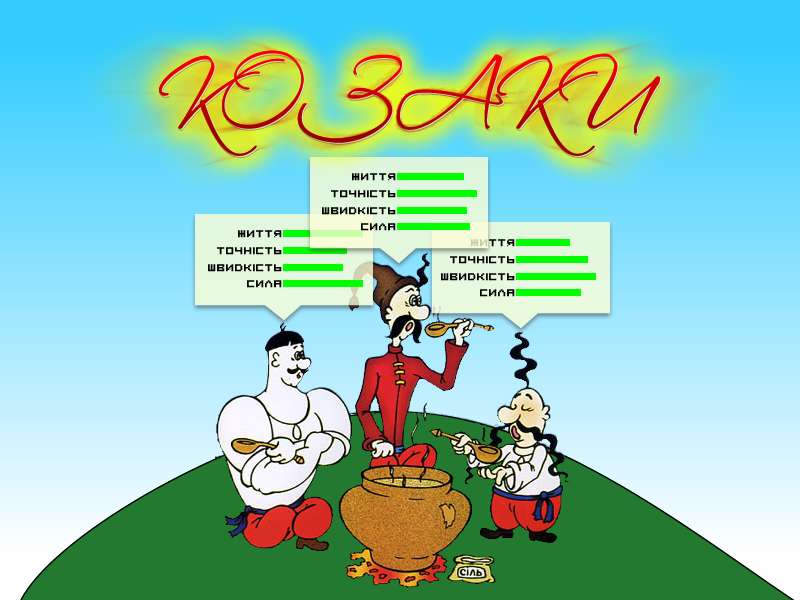 КОЗАКИ
ЖИТТЯ
ТОЧНІСТЬ
ШВИДКІСТЬ
СИЛА
ЖИТТЯ
ТОЧНІСТЬ
ШВИДКІСТЬ
СИЛА
ЖИТТЯ
ТОЧНІСТЬ
ШВИДКІСТЬ
СИЛА
СІЛЬ